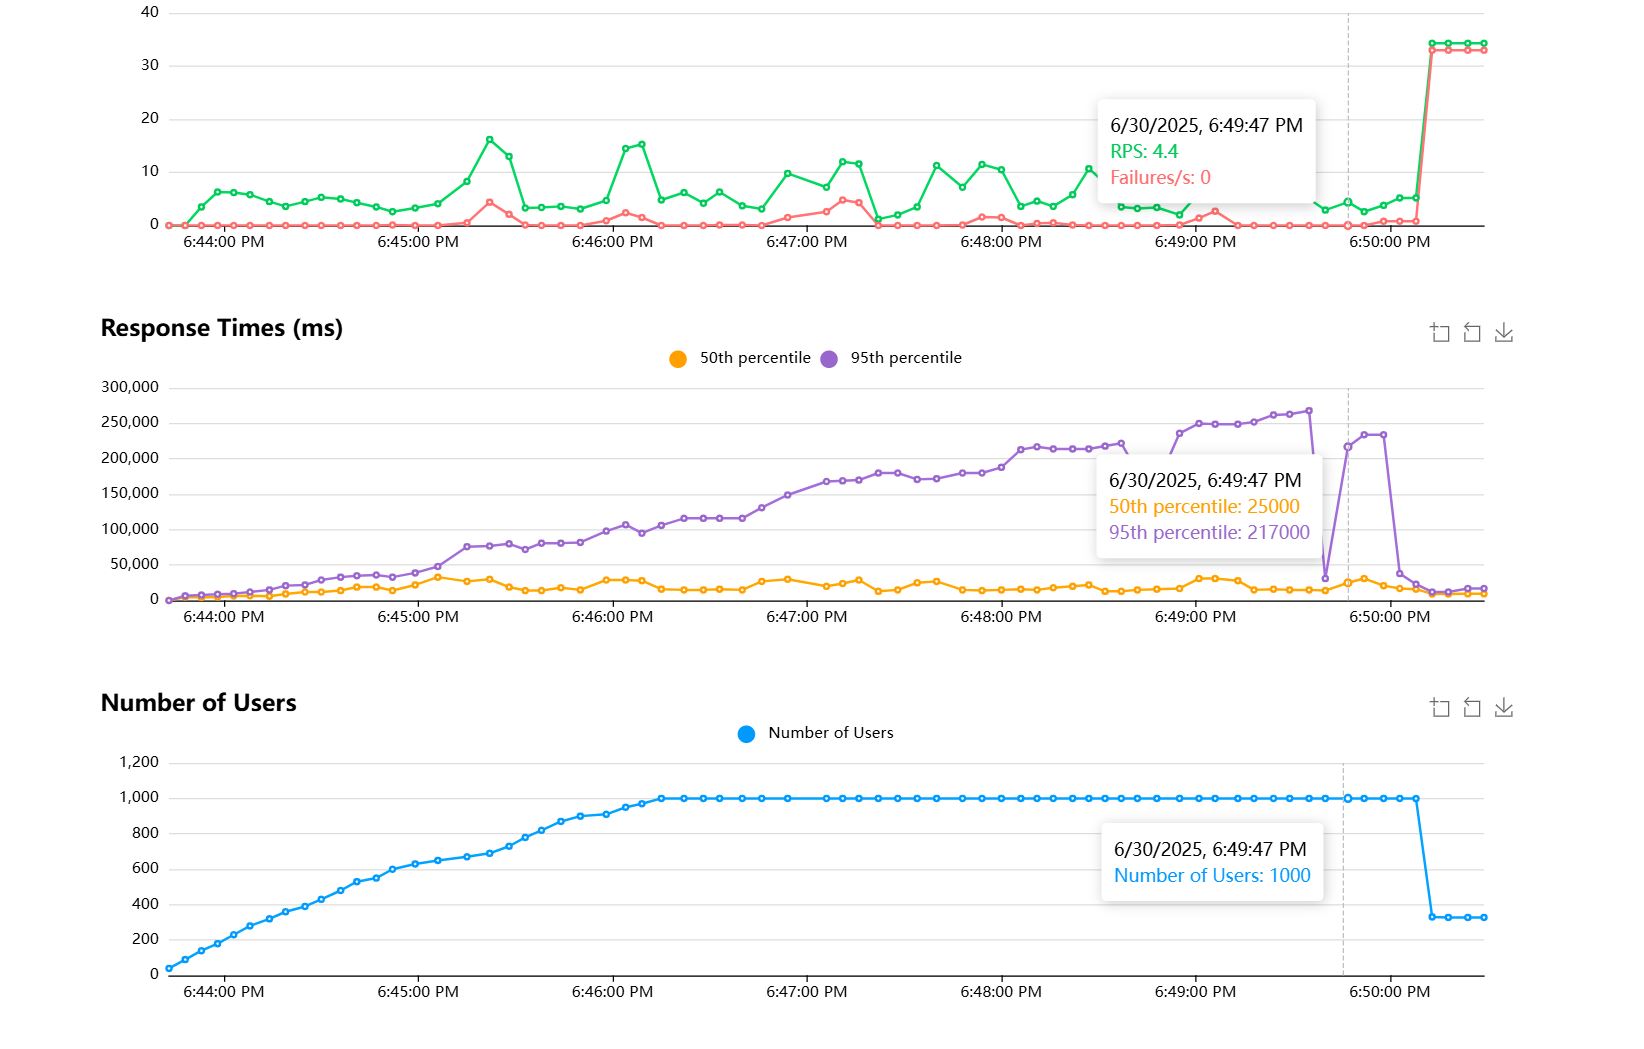 40
30
20
10
0
6:44:00 PM 6:45:00 PM 6:46:00 PM 6:47:00 PM 6:48:00 PM 6:49:00 PM 6:50:00 PM
6/30/2025, 6:49:47 PM
RPS: 4.4
Failures/s: 0
Response Times (ms)
50th percentile 95th percentile
300,000
250,000
200,000
150,000
100,000
50,000
0
6:44:00 PM 6:45:00 PM 6:46:00 PM 6:47:00 PM 6:48:00 PM 6:49:00 PM 6:50:00 PM
6/30/2025, 6:49:47 PM
50th percentile: 25000
95th percentile: 217000
Number of Users
Number of Users
1,200
1,000
800
600
400
200
0
6:44:00 PM 6:45:00 PM 6:46:00 PM 6:47:00 PM 6:48:00 PM 6:49:00 PM 6:50:00 PM
6/30/2025, 6:49:47 PM
Number of Users: 1000